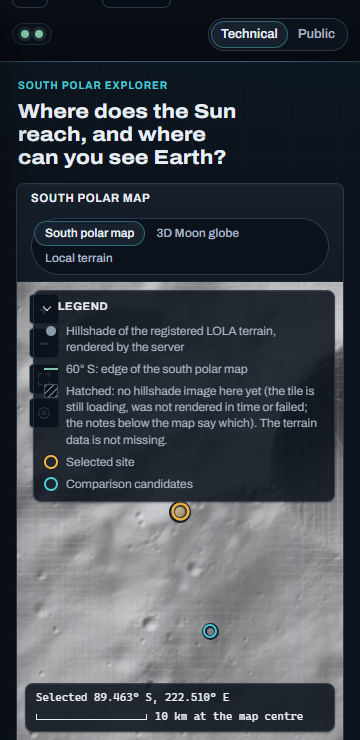 Technical Public
SOUTH POLAR EXPLORER
Where does the Sun
reach, and where
can you see Earth?
SOUTH POLAR MAP
South polar map 3D Moon globe
Local terrain
LEGEND
Hillshade of the registered LOLA terrain,
rendered by the server
60° S: edge of the south polar map
Hatched: no hillshade image here yet (the tile is
still loading, was not rendered in time or failed;
the notes below the map say which). The terrain
data is not missing.
Selected site
Comparison candidates
Selected 89.463° S, 222.510° E
10 km at the map centre